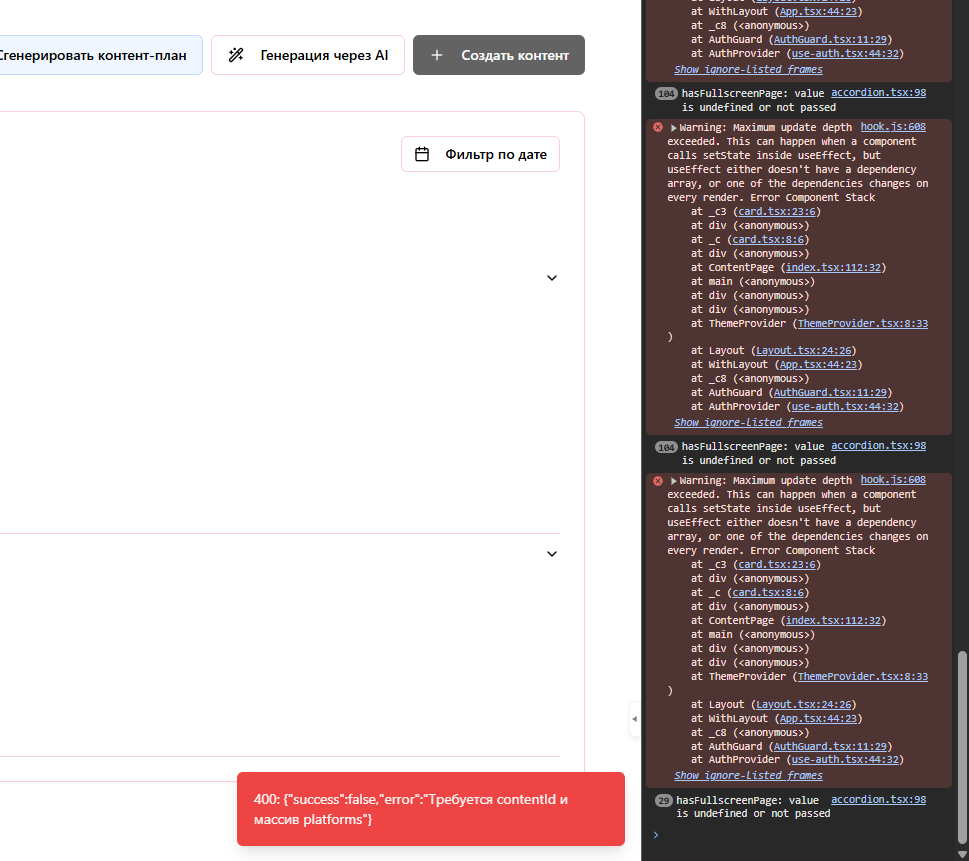 Сгенерировать контент-план
Генерация через AI
+ Создать контент
Фильтр по дате
400: {"success":false,"error":"Требуется contentId и
массив platforms"}
at WithLayout (App.tsx:44:23)
at _c8 (<anonymous>)
at AuthGuard (AuthGuard.tsx:11:29)
at AuthProvider (use-auth.tsx:44:32)
Show ignore-listed frames
104 hasFullscreenPage: value accordion.tsx:98
is undefined or not passed
Warning: Maximum update depth hook.js:608
exceeded. This can happen when a component
calls setState inside useEffect, but
useEffect either doesn't have a dependency
array, or one of the dependencies changes on
every render. Error Component Stack
at _c3 (card.tsx:23:6)
at div (<anonymous>)
at _c (card.tsx:8:6)
at div (<anonymous>)
at ContentPage (index.tsx:112:32)
at main (<anonymous>)
at div (<anonymous>)
at div (<anonymous>)
at ThemeProvider (ThemeProvider.tsx:8:33
)
at Layout (Layout.tsx:24:26)
at WithLayout (App.tsx:44:23)
at _c8 (<anonymous>)
at AuthGuard (AuthGuard.tsx:11:29)
at AuthProvider (use-auth.tsx:44:32)
Show ignore-listed frames
104 hasFullscreenPage: value accordion.tsx:98
is undefined or not passed
Warning: Maximum update depth hook.js:608
exceeded. This can happen when a component
calls setState inside useEffect, but
useEffect either doesn't have a dependency
array, or one of the dependencies changes on
every render. Error Component Stack
at _c3 (card.tsx:23:6)
at div (<anonymous>)
at _c (card.tsx:8:6)
at div (<anonymous>)
at ContentPage (index.tsx:112:32)
at main (<anonymous>)
at div (<anonymous>)
at div (<anonymous>)
at ThemeProvider (ThemeProvider.tsx:8:33
)
at Layout (Layout.tsx:24:26)
at WithLayout (App.tsx:44:23)
at _c8 (<anonymous>)
at AuthGuard (AuthGuard.tsx:11:29)
at AuthProvider (use-auth.tsx:44:32)
Show ignore-listed frames
29 hasFullscreenPage: value accordion.tsx:98
is undefined or not passed